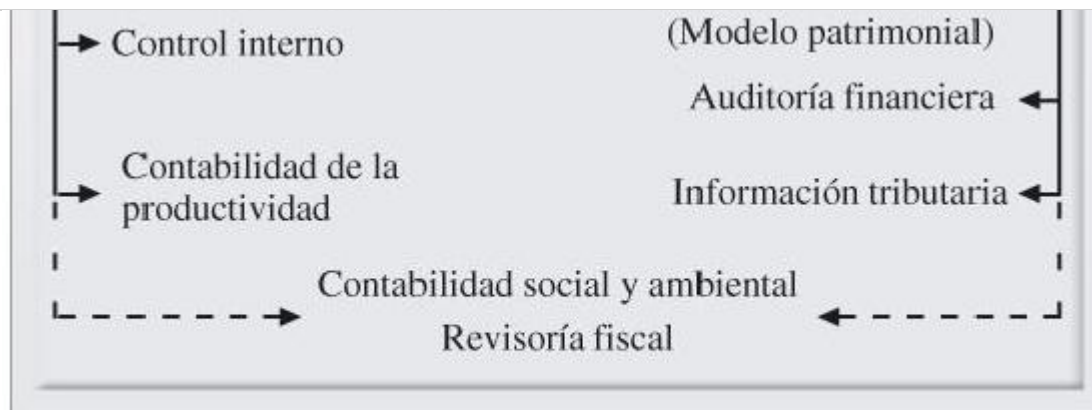 Control interno
(Modelo patrimonial)
Auditoría financiera
Contabilidad de la
productividad
Información tributaria
Contabilidad social y ambiental
Revisoría fiscal